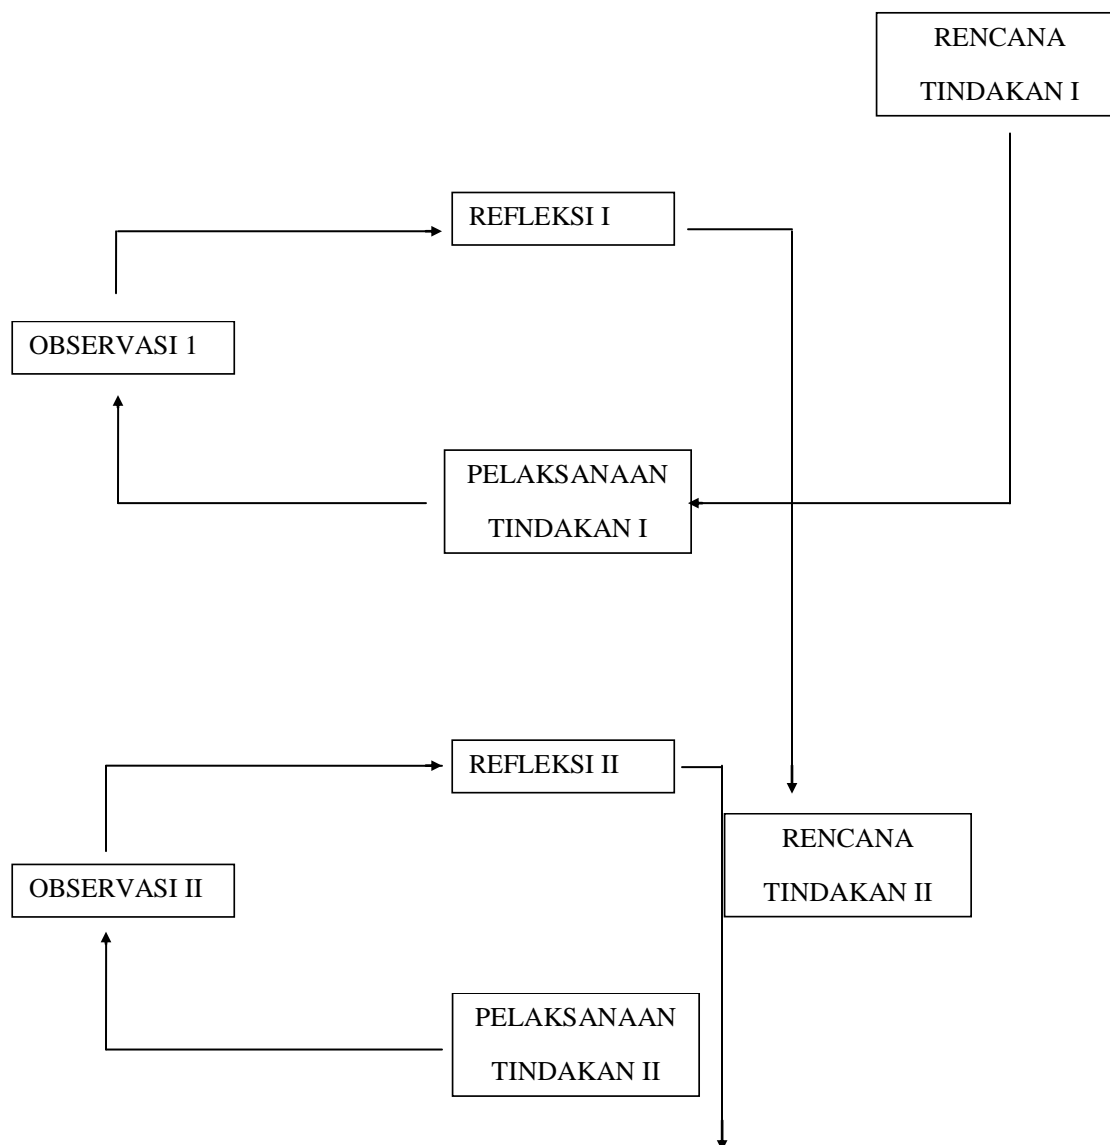 RENCANA
TINDAKAN I
REFLEKSI I
OBSERVASI 1
PELAKSANAAN
TINDAKAN I
REFLEKSI II
RENCANA
TINDAKAN II
OBSERVASI II
PELAKSANAAN
TINDAKAN II